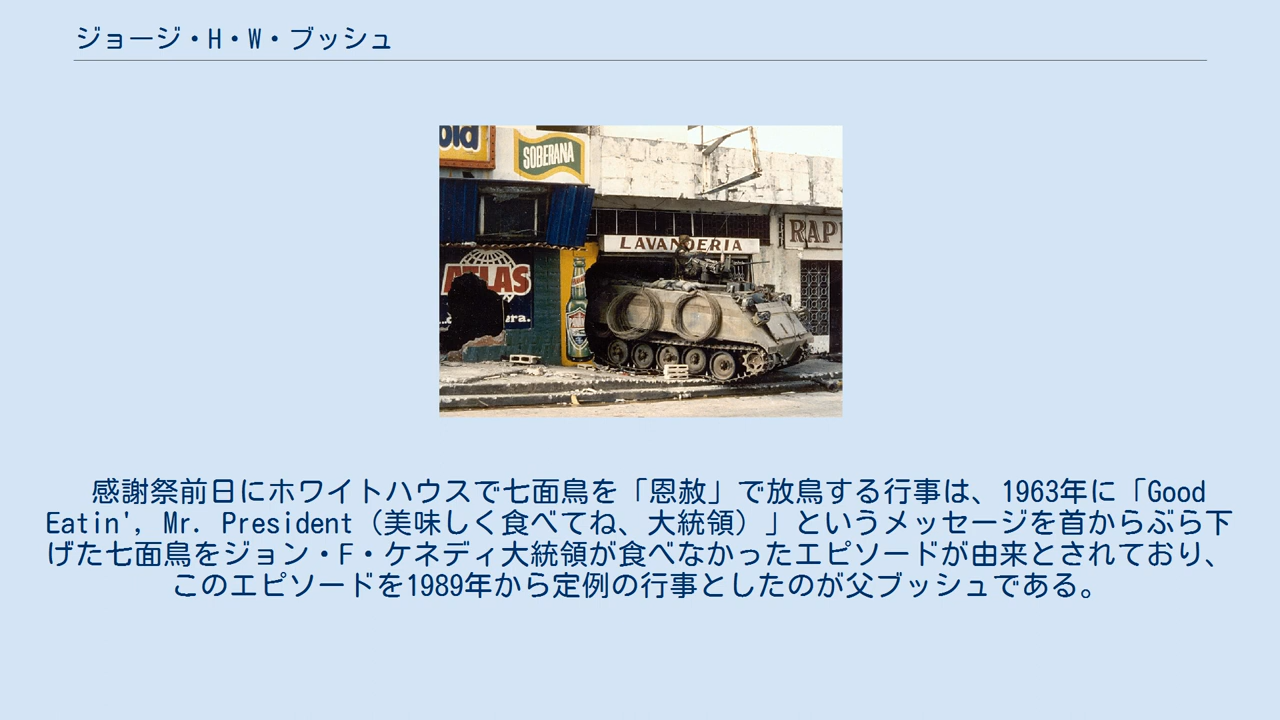 ジョージ・H・W・ブッシュ
SOBERANA
LAVANDERIA
ATLAS
感謝祭前日にホワイトハウスで七面鳥を「恩赦」で放鳥する行事は、1963年に「Good
Eatin', Mr. President（美味しく食べてね、大統領）」というメッセージを首からぶら下
げた七面鳥をジョン・F・ケネディ大統領が食べなかったエピソードが由来とされており、
このエピソードを1989年から定例の行事としたのが父ブッシュである。